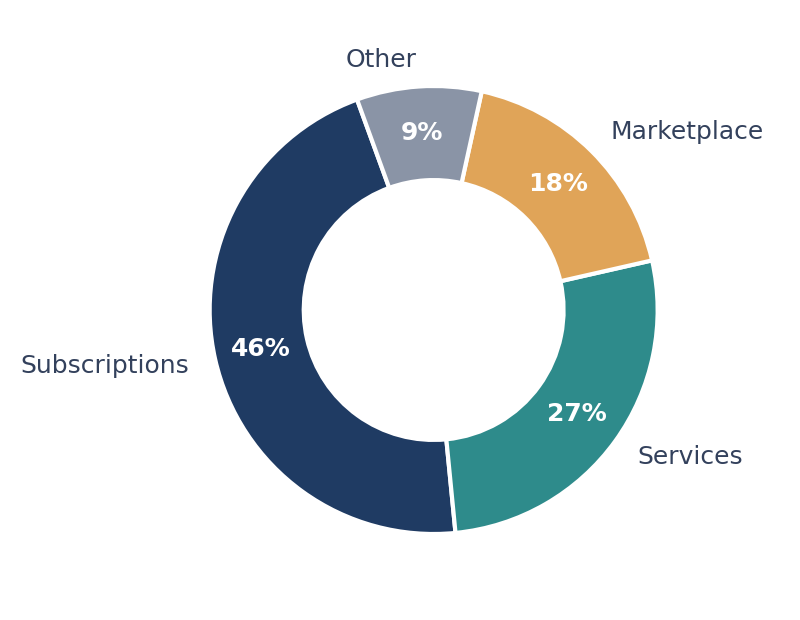 Other
9%
Marketplace
18%
46%
Subscriptions
27%
Services